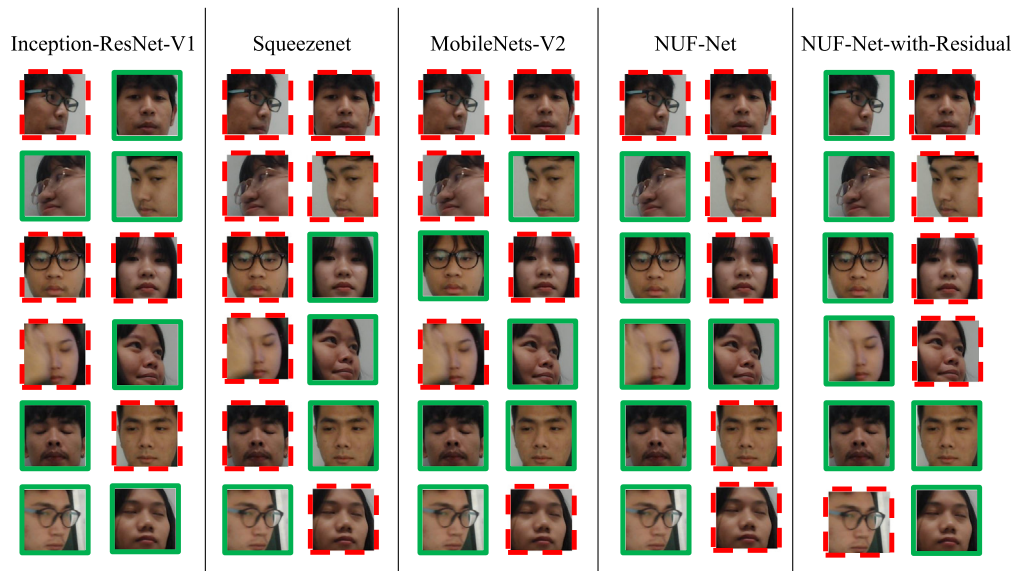 Inception-ResNet-V1
Squeezenet
MobileNets-V2
NUF-Net
NUF-Net-with-Residual